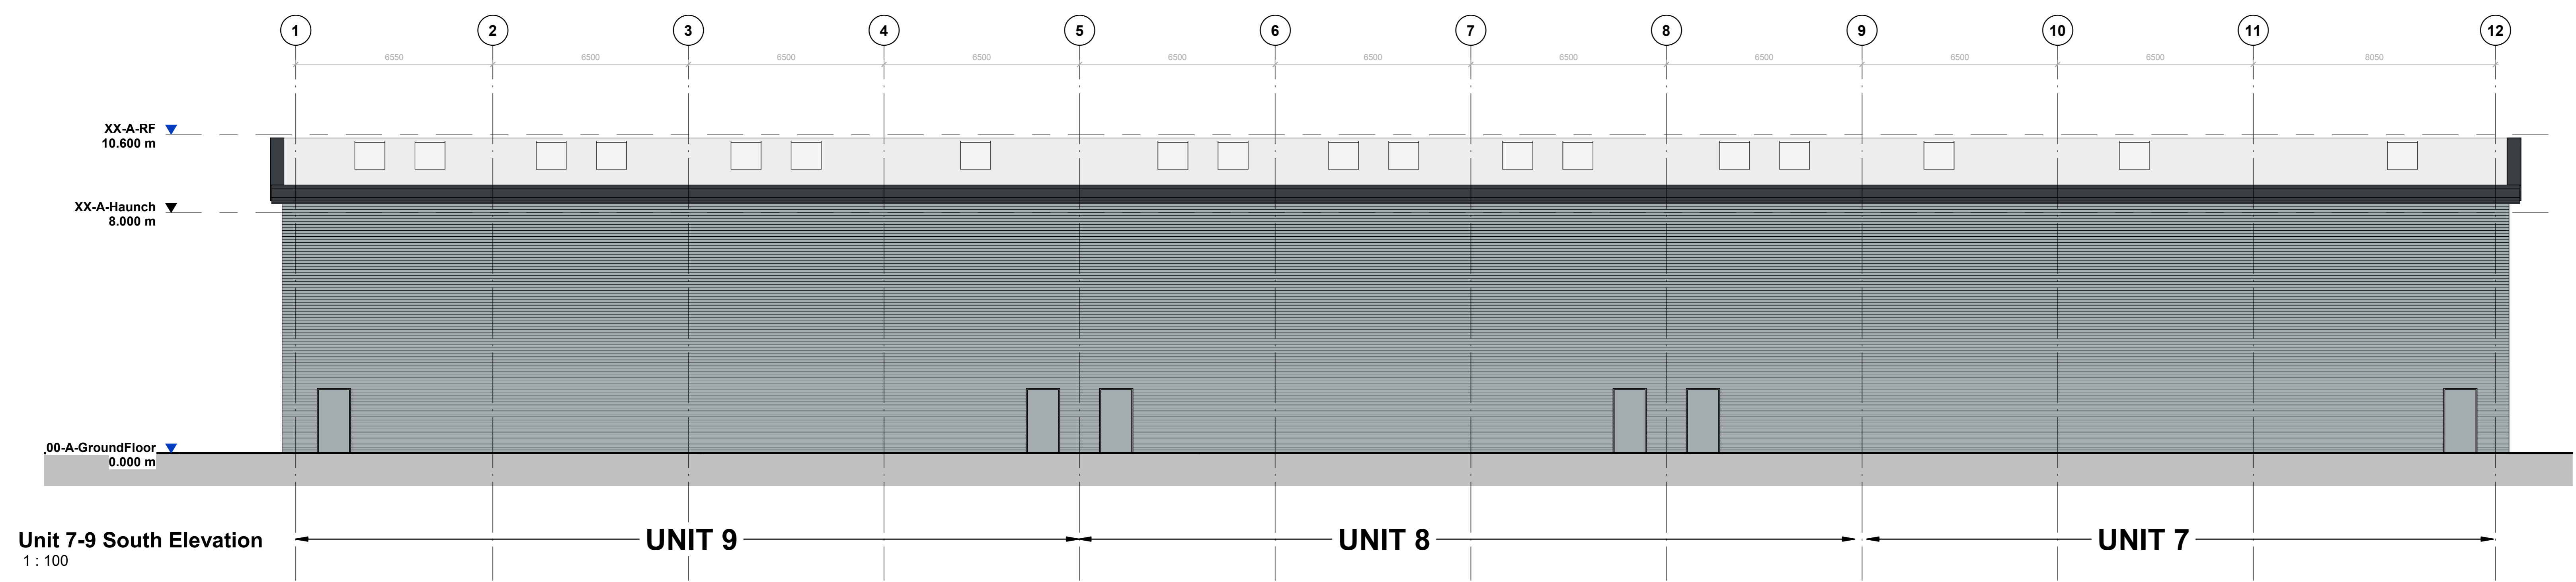 1 2 3 4 5 6 7 8 9 10 11 12
6550 6500 6500 6500 6500 6500 6500 6500 6500 6500 8050
XX-A-RF
10.600 m
XX-A-Haunch
8.000 m
00-A-GroundFloor
0.000 m
UNIT 9 UNIT 8 UNIT 7
Unit 7-9 South Elevation
1 : 100